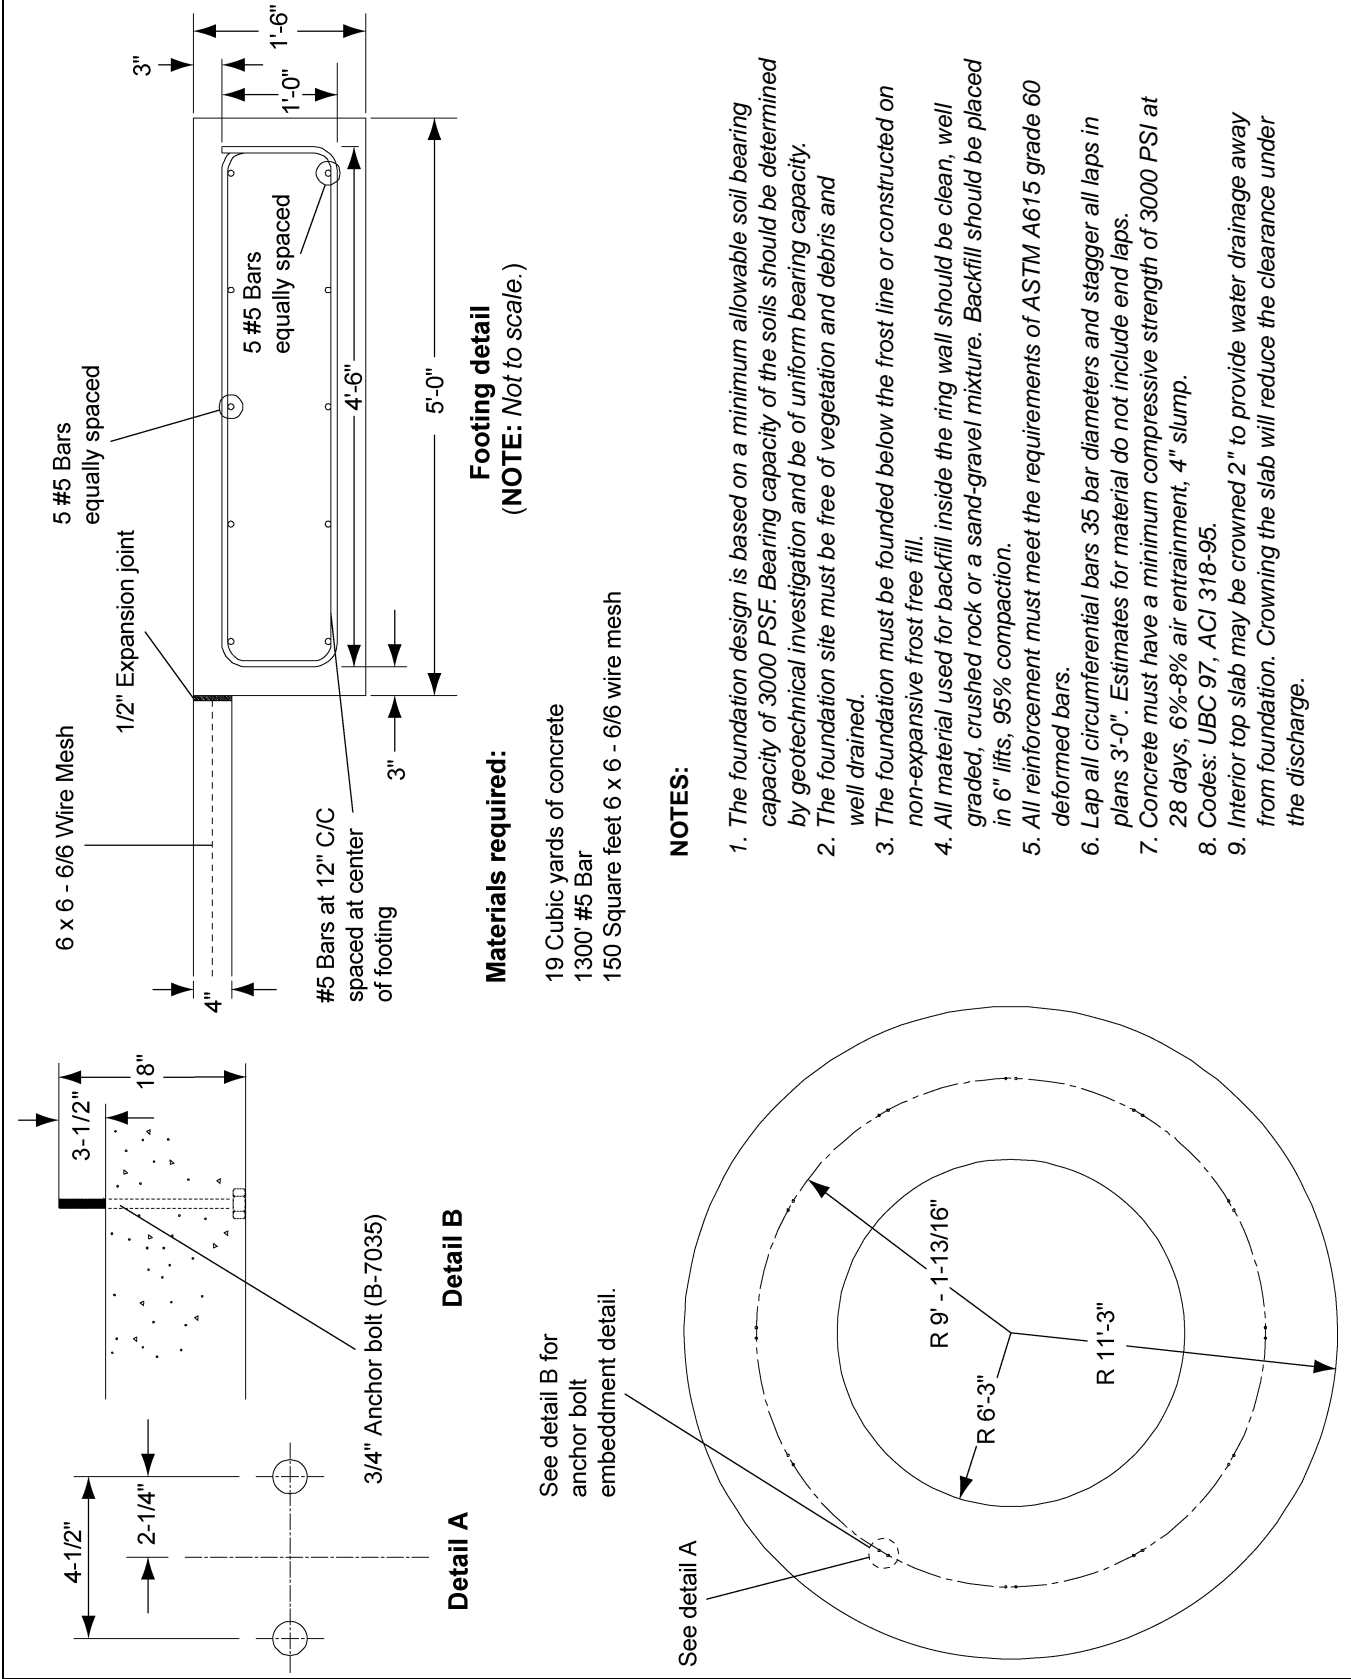 4-1/2"
2-1/4"
Detail A
3-1/2"
18"
3/4" Anchor bolt (B-7035)
Detail B
6 x 6 - 6/6 Wire Mesh
1/2" Expansion joint
5 #5 Bars
equally spaced
5 #5 Bars
equally spaced
4"
#5 Bars at 12" C/C
spaced at center
of footing
3"
4'-6"
5'-0"
3"
1'-0"
1'-6"
Footing detail
(NOTE: Not to scale.)
Materials required:
19 Cubic yards of concrete
1300' #5 Bar
150 Square feet 6 x 6 - 6/6 wire mesh
See detail A
See detail B for
anchor bolt
embeddment detail.
R 6'-3"
R 9' - 1-13/16"
R 11'-3"
NOTES:
1. The foundation design is based on a minimum allowable soil bearing
capacity of 3000 PSF. Bearing capacity of the soils should be determined
by geotechnical investigation and be of uniform bearing capacity.
2. The foundation site must be free of vegetation and debris and
well drained.
3. The foundation must be founded below the frost line or constructed on
non-expansive frost free fill.
4. All material used for backfill inside the ring wall should be clean, well
graded, crushed rock or a sand-gravel mixture. Backfill should be placed
in 6" lifts, 95% compaction.
5. All reinforcement must meet the requirements of ASTM A615 grade 60
deformed bars.
6. Lap all circumferential bars 35 bar diameters and stagger all laps in
plans 3'-0". Estimates for material do not include end laps.
7. Concrete must have a minimum compressive strength of 3000 PSI at
28 days, 6%-8% air entrainment, 4" slump.
8. Codes: UBC 97, ACI 318-95.
9. Interior top slab may be crowned 2" to provide water drainage away
from foundation. Crowning the slab will reduce the clearance under
the discharge.